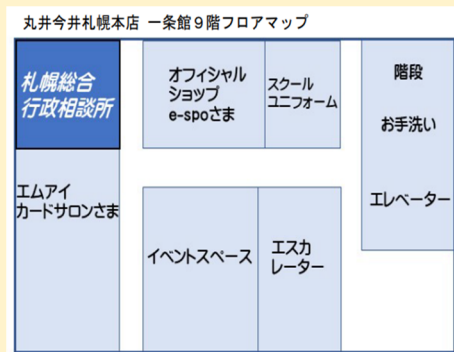 丸井今井札幌本店 一条館９階フロアマップ
札幌総合
行政相談所
オフィシャル
ショップ
e-spoさま
スクール
ユニフォーム
階段
お手洗い
エレベーター
エムアイ
カードサロンさま
イベントスペース
エスカ
レーター